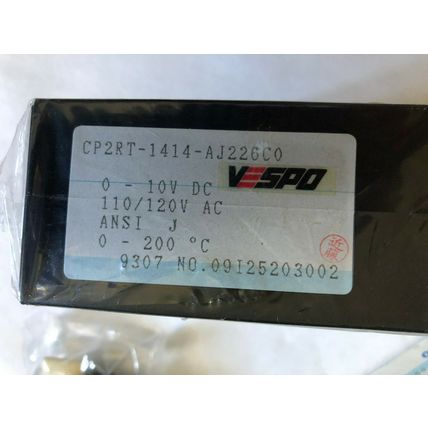 CP2RT-1414-AJ226C0
VESPO
0 - 10V DC
110/120V AC
ANSI J
0 - 200 °C
9307 NO.09I25203002